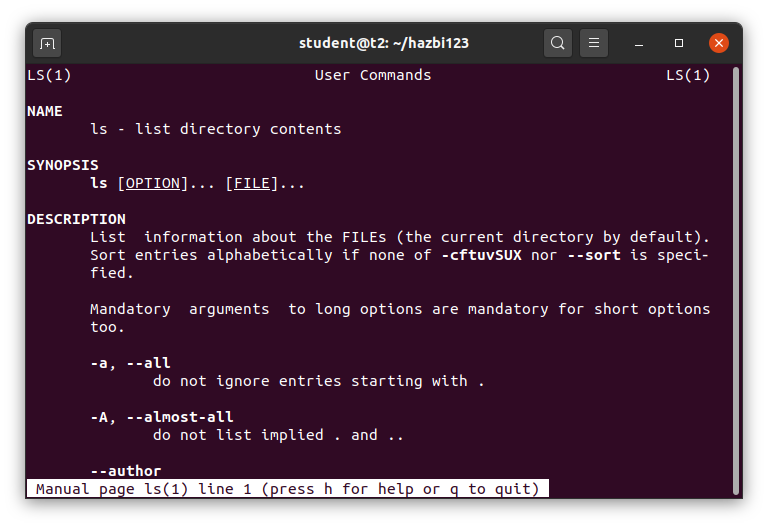 student@t2: ~/hazbi123
LS(1) User Commands LS(1)
NAME
ls - list directory contents
SYNOPSIS
ls [OPTION]... [FILE]...
DESCRIPTION
List  information about the FILEs (the current directory by default).
Sort entries alphabetically if none of -cftuvSUX nor --sort is speci-
fied.
Mandatory  arguments  to long options are mandatory for short options
too.
-a, --all
do not ignore entries starting with .
-A, --almost-all
do not list implied . and ..
--author
Manual page ls(1) line 1 (press h for help or q to quit)